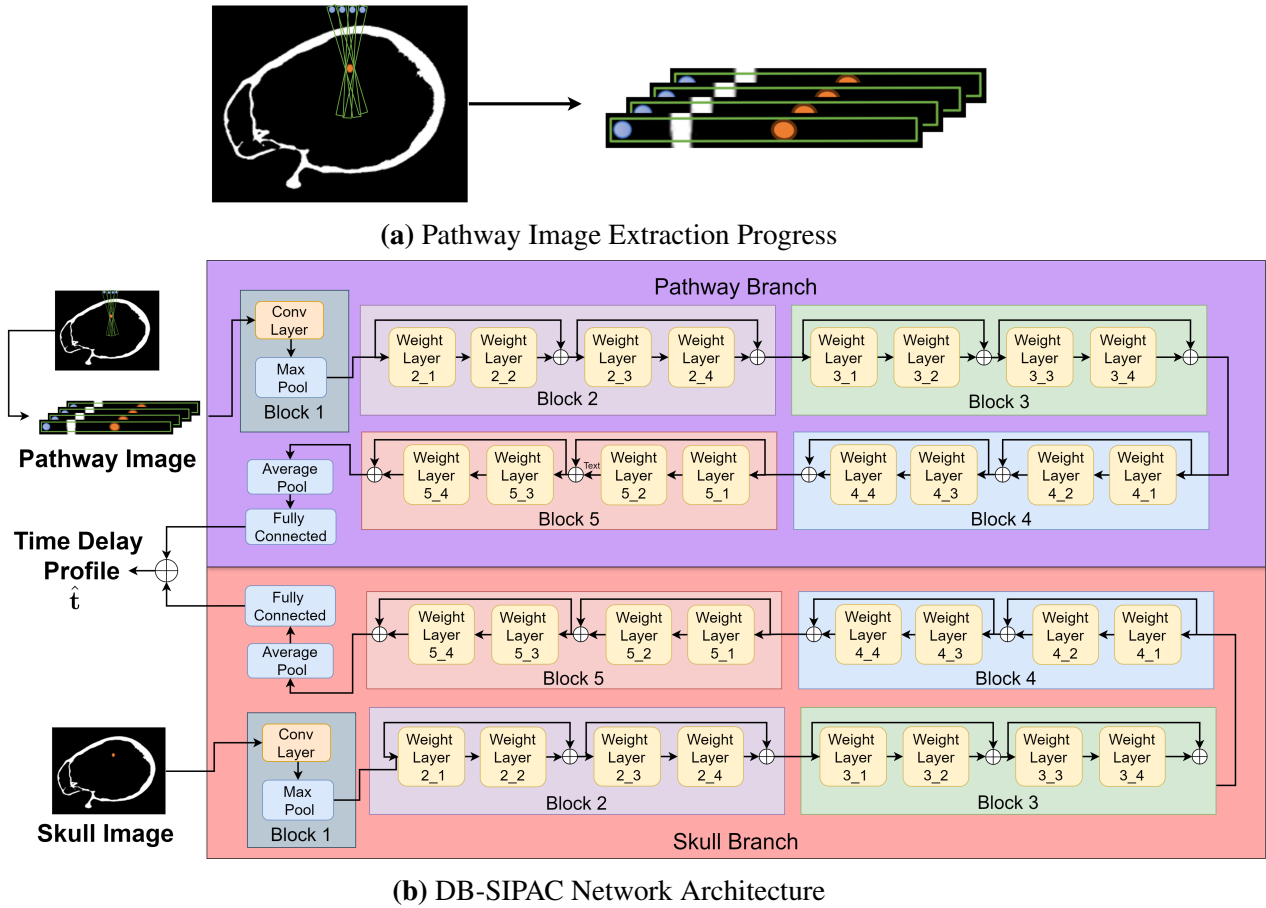 (a) Pathway Image Extraction Progress
Pathway Branch
Conv
Layer
Max
Pool
Block 1
Weight
Layer
2_1
Weight
Layer
2_2
Weight
Layer
2_3
Weight
Layer
2_4
Block 2
Weight
Layer
3_1
Weight
Layer
3_2
Weight
Layer
3_3
Weight
Layer
3_4
Block 3
Pathway Image
Average
Pool
Fully
Connected
Weight
Layer
5_4
Weight
Layer
5_3
Text
Weight
Layer
5_2
Weight
Layer
5_1
Block 5
Weight
Layer
4_4
Weight
Layer
4_3
Weight
Layer
4_2
Weight
Layer
4_1
Block 4
Time Delay
Profile
t̂
Fully
Connected
Average
Pool
Weight
Layer
5_4
Weight
Layer
5_3
Weight
Layer
5_2
Weight
Layer
5_1
Block 5
Weight
Layer
4_4
Weight
Layer
4_3
Weight
Layer
4_2
Weight
Layer
4_1
Block 4
Skull Image
Conv
Layer
Max
Pool
Block 1
Weight
Layer
2_1
Weight
Layer
2_2
Weight
Layer
2_3
Weight
Layer
2_4
Block 2
Weight
Layer
3_1
Weight
Layer
3_2
Weight
Layer
3_3
Weight
Layer
3_4
Block 3
Skull Branch
(b) DB-SIPAC Network Architecture